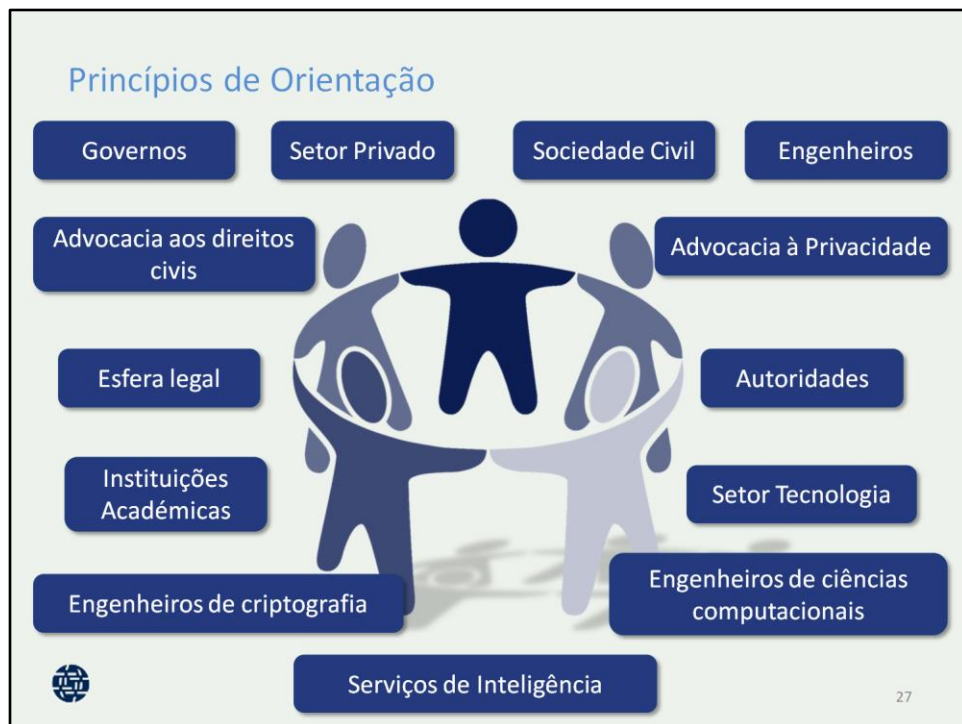 Princípios de Orientação
Governos
Setor Privado
Sociedade Civil
Engenheiros
Advocacia aos direitos
civis
Advocacia à Privacidade
Esfera legal
Autoridades
Instituições
Académicas
Setor Tecnologia
Engenheiros de criptografia
Engenheiros de ciências
computacionais
Serviços de Inteligência
27